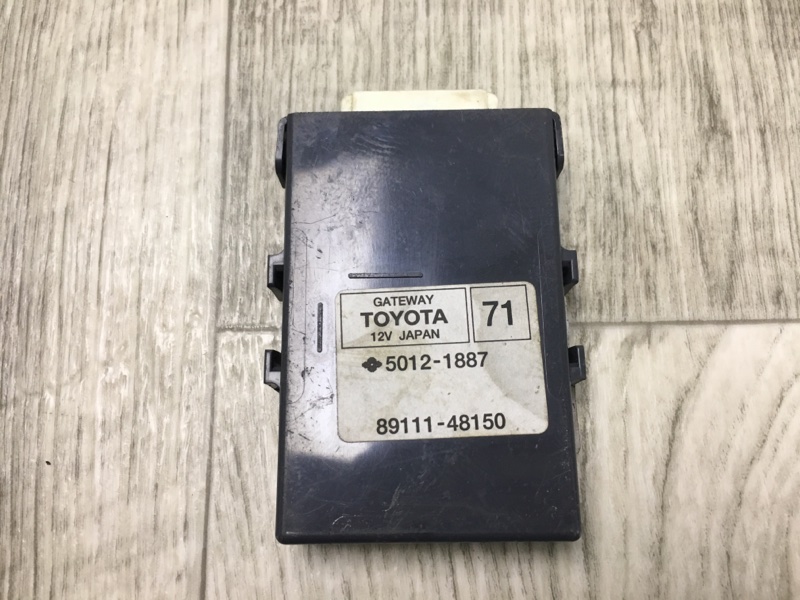 GATEWAY
TOYOTA
12V JAPAN
71
5012-1887
89111-48150